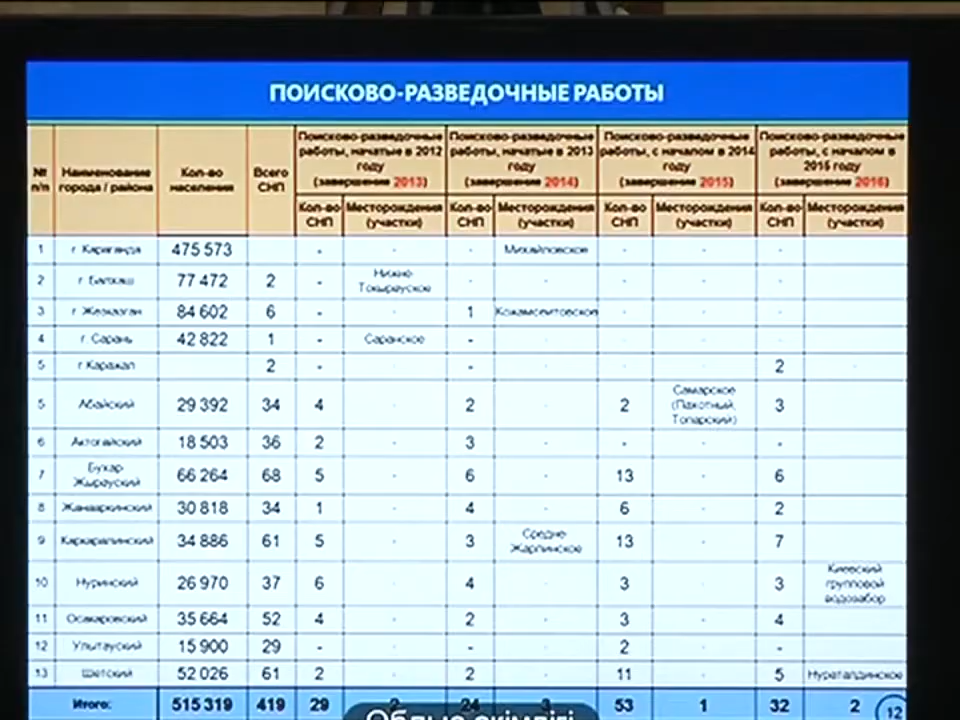 ПОИСКОВО-РАЗВЕДОЧНЫЕ РАБОТЫ
№ п/п Наименование города / района Кол-во населения Всего СНП Поисково-разведочные работы, начатые в 2012 году (завершение 2013) Поисково-разведочные работы, начатые в 2013 году (завершение 2014) Поисково-разведочные работы, с началом в 2014 году (завершение 2015) Поисково-разведочные работы, с началом в 2015 году (завершение 2016)
Кол-во СНП Месторождения (участки) Кол-во СНП Месторождения (участки) Кол-во СНП Месторождения (участки) Кол-во СНП Месторождения (участки)
1 г. Караганда 475 573 - - - Михайловское - - -
2 г. Балхаш 77 472 2 - Нижне Токырауское - - - - -
3 г. Жезказган 84 602 6 - - 1 Кожамсеитовское - - -
4 г. Сарань 42 822 1 - Саранское - - - -
5 г. Каражал 2 - - 2 -
5 Абайский 29 392 34 4 - 2 - 2 Самарское (Пахотный, Топарский) 3
6 Актогайский 18 503 36 2 - 3 - - - -
7 Бухар Жырауский 66 264 68 5 - 6 - 13 - 6
8 Жанааркинский 30 818 34 1 - 4 - 6 - 2
9 Каркаралинский 34 886 61 5 - 3 Средне Жарлинское 13 - 7
10 Нуринский 26 970 37 6 - 4 - 3 - 3 Киевский групповой водозабор
11 Осакаровский 35 664 52 4 - 2 - 3 - 4
12 Улытауский 15 900 29 - - - - 2 - -
13 Шетский 52 026 61 2 - 2 - 11 - 5 Нураталдинское
Итого: 515 319 419 29 2 24 3 53 1 32 2
12
Облыс әкімдігі